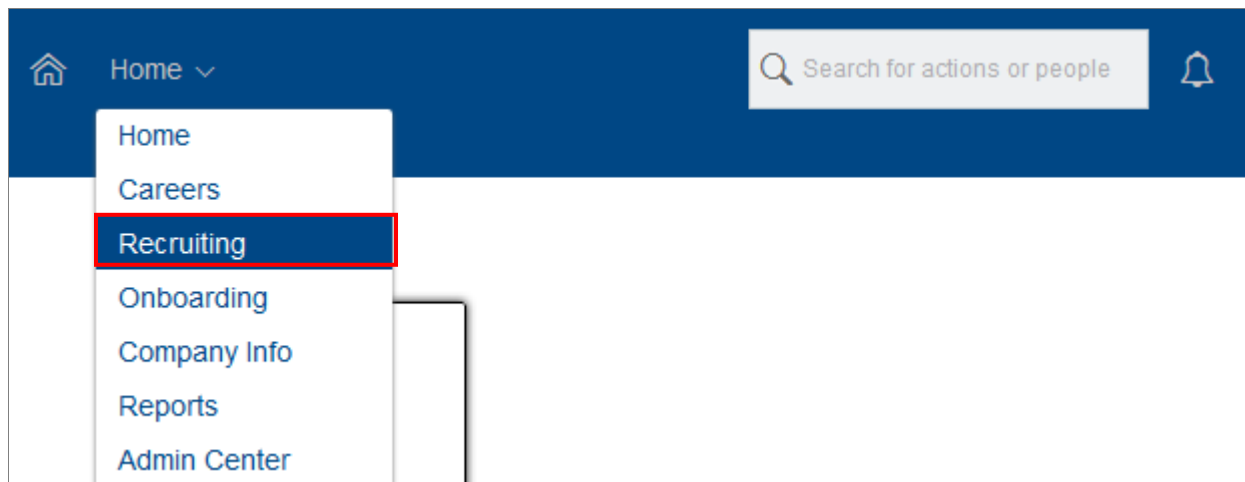 Home
Search for actions or people
Home
Careers
Recruiting
Onboarding
Company Info
Reports
Admin Center